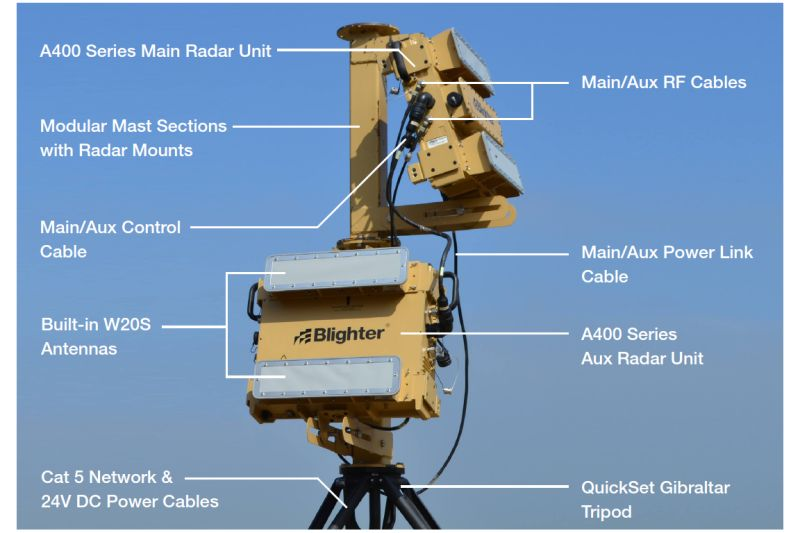 A400 Series Main Radar Unit
Main/Aux RF Cables
Modular Mast Sections
with Radar Mounts
Main/Aux Control
Cable
Main/Aux Power Link
Cable
Built-in W20S
Antennas
Blighter®
A400 Series
Aux Radar Unit
Cat 5 Network &
24V DC Power Cables
QuickSet Gibraltar
Tripod